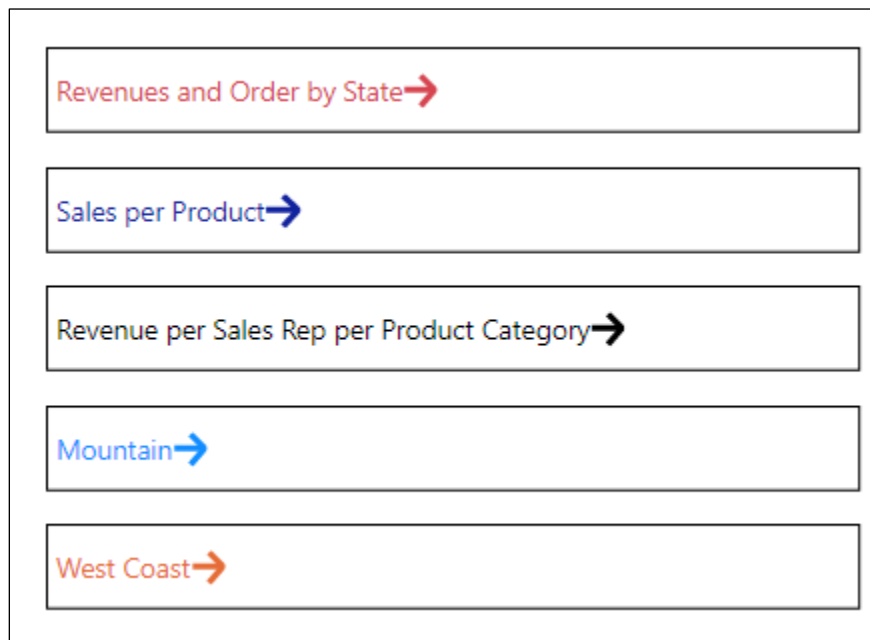 Revenues and Order by State→
Sales per Product→
Revenue per Sales Rep per Product Category→
Mountain→
West Coast→